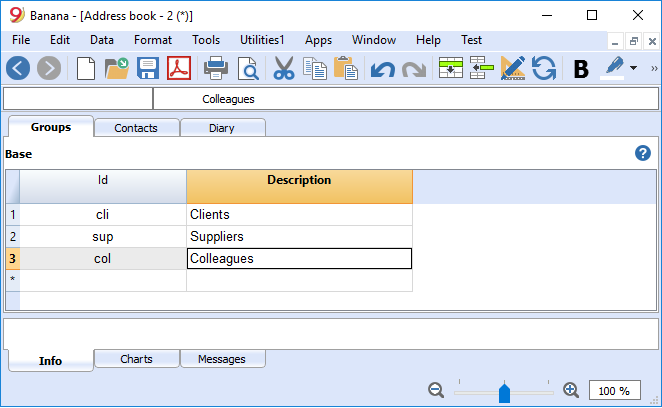 Banana - [Address book - 2 (*)]
File Edit Data Format Tools Utilities1 Apps Window Help Test
B »
Colleagues
Groups Contacts Diary
Base ?
Id Description
1 cli Clients
2 sup Suppliers
3 col Colleagues
*
Info Charts Messages
100 %